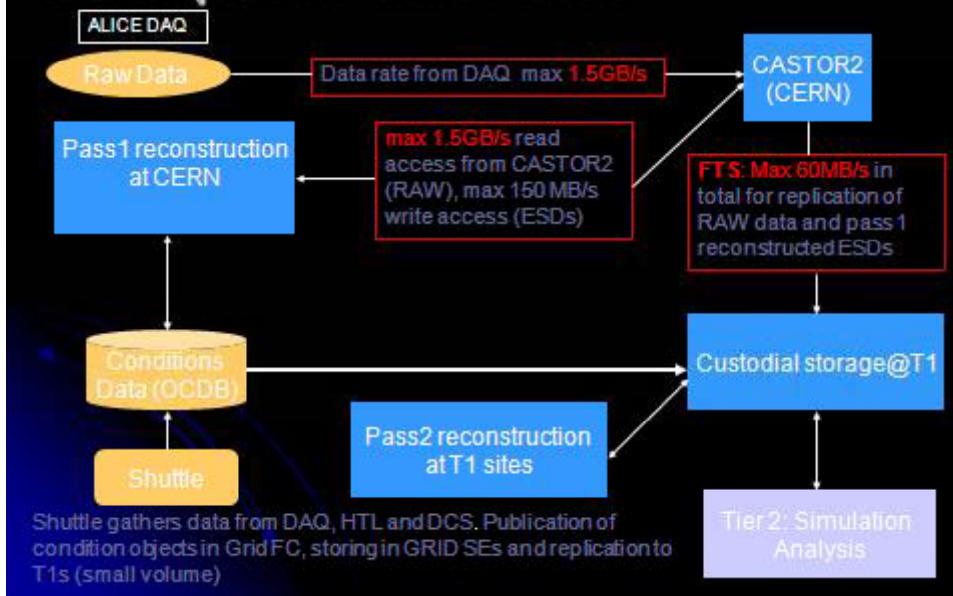 ALICE DAQ
Raw Data
Data rate from DAQ max 1.5GB/s
CASTOR2
(CERN)
Pass1 reconstruction
at CERN
max 1.5GB/s read
access from CASTOR2
(RAW), max 150 MB/s
write access (ESDs)
FTS: Max 60MB/s in
total for replication of
RAW data and pass 1
reconstructed ESDs
Conditions
Data (OCDB)
Custodial storage@T1
Pass2 reconstruction
at T1 sites
Shuttle
Tier 2: Simulation
Analysis
Shuttle gathers data from DAQ, HTL and DCS. Publication of
condition objects in Grid FC, storing in GRID SEs and replication to
T1s (small volume)